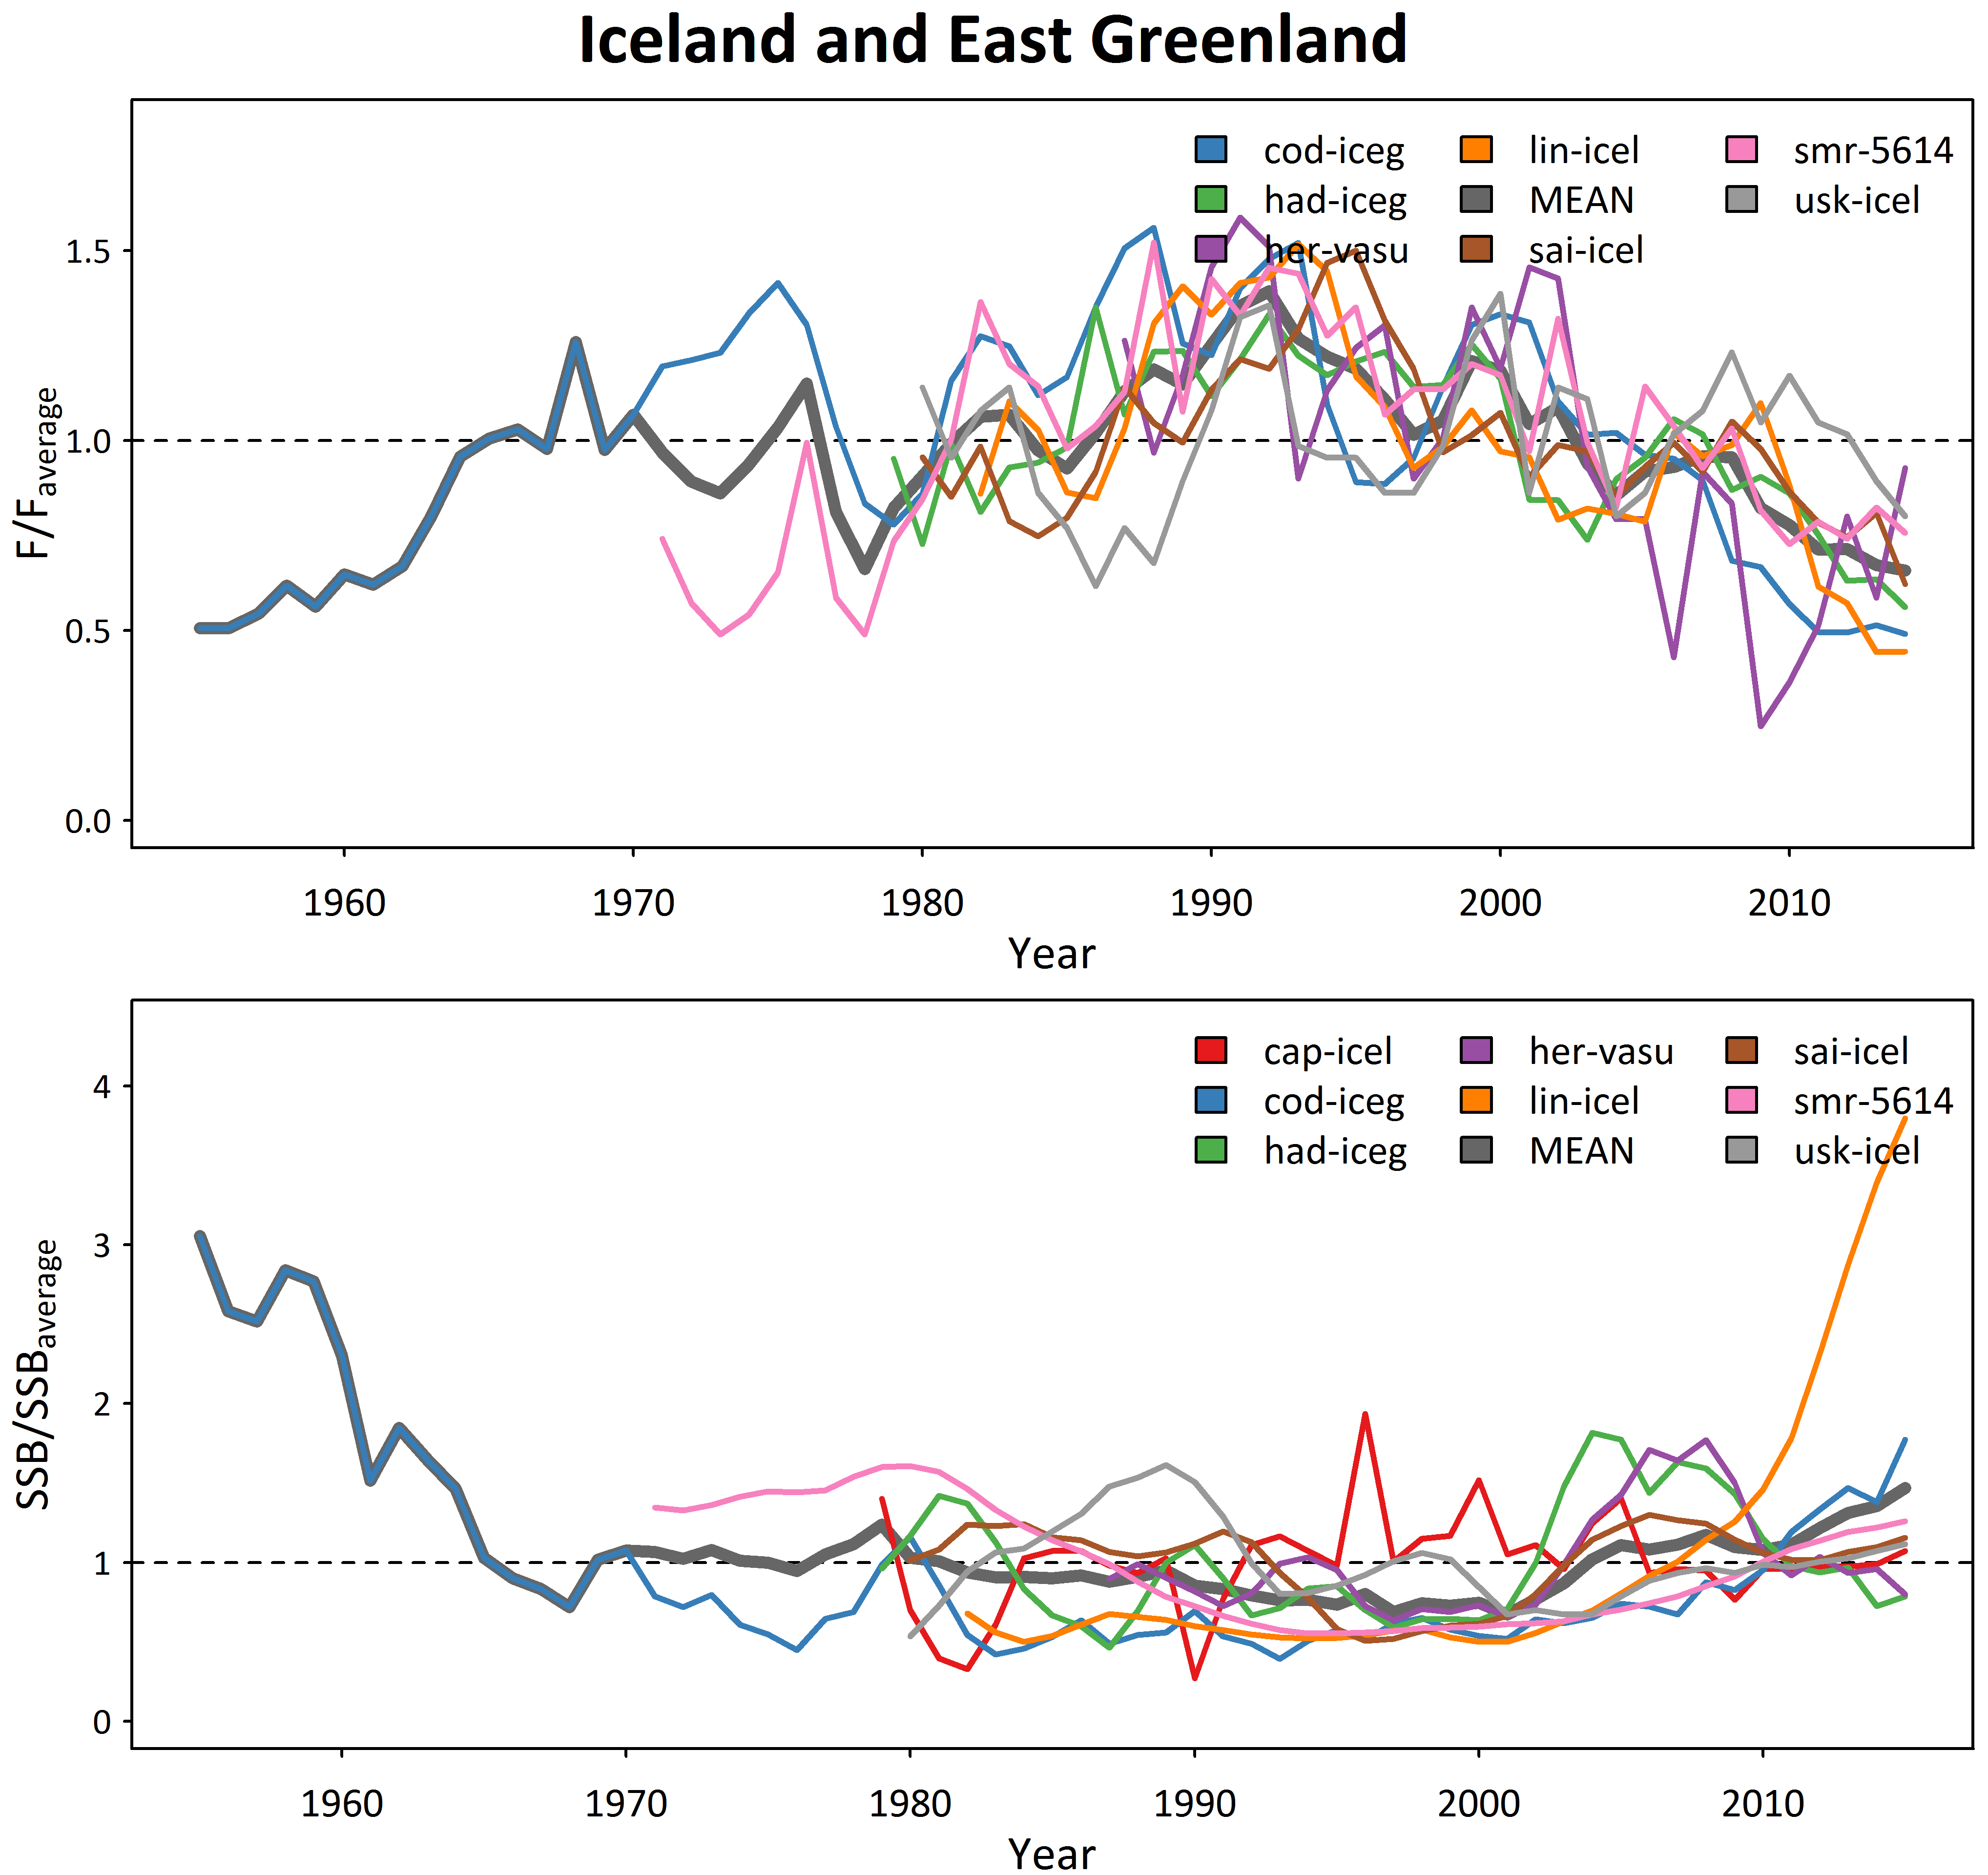 Iceland and East Greenland
F/Faverage
1.5
1.0
0.5
0.0
cod-iceg lin-icel smr-5614
had-iceg MEAN usk-icel
her-vasu sai-icel
1960 1970 1980 1990 2000 2010
Year
SSB/SSBaverage
4
3
2
1
0
cap-icel her-vasu sai-icel
cod-iceg lin-icel smr-5614
had-iceg MEAN usk-icel
1960 1970 1980 1990 2000 2010
Year